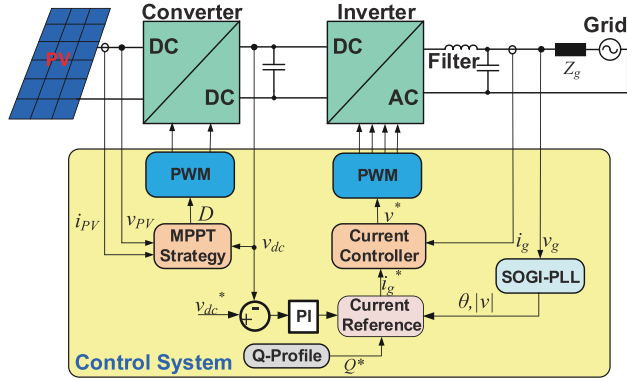 Converter
Inverter
Grid
PV
DC
DC
DC
AC
Filter
Z_g
PWM
PWM
i_PV
v_PV
D
v*
MPPT
Strategy
v_dc
Current
Controller
i_g
v_g
SOGI-PLL
i_g*
v_dc*
+
-
PI
Current
Reference
θ,|v|
Q-Profile
Q*
Control System